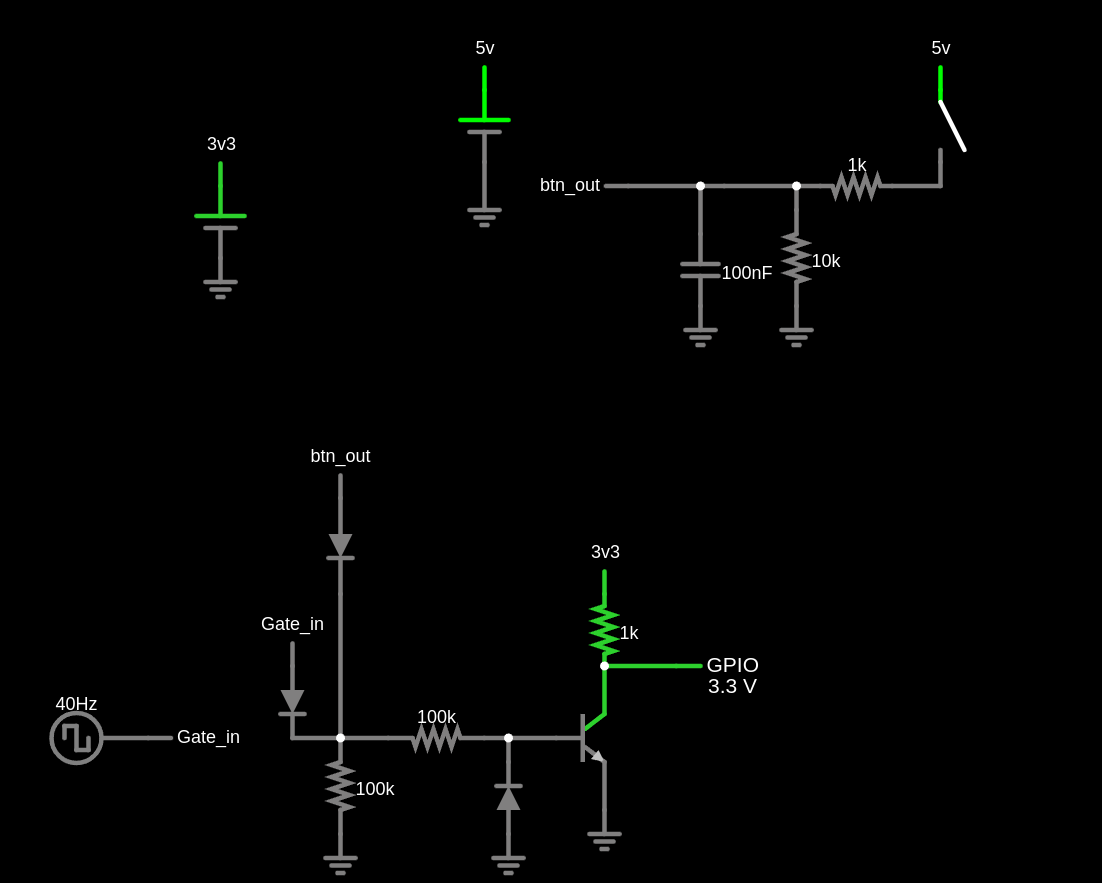 5v
5v
3v3
1k
btn_out
10k
100nF
btn_out
3v3
Gate_in
1k
GPIO
3.3 V
40Hz
100k
Gate_in
100k